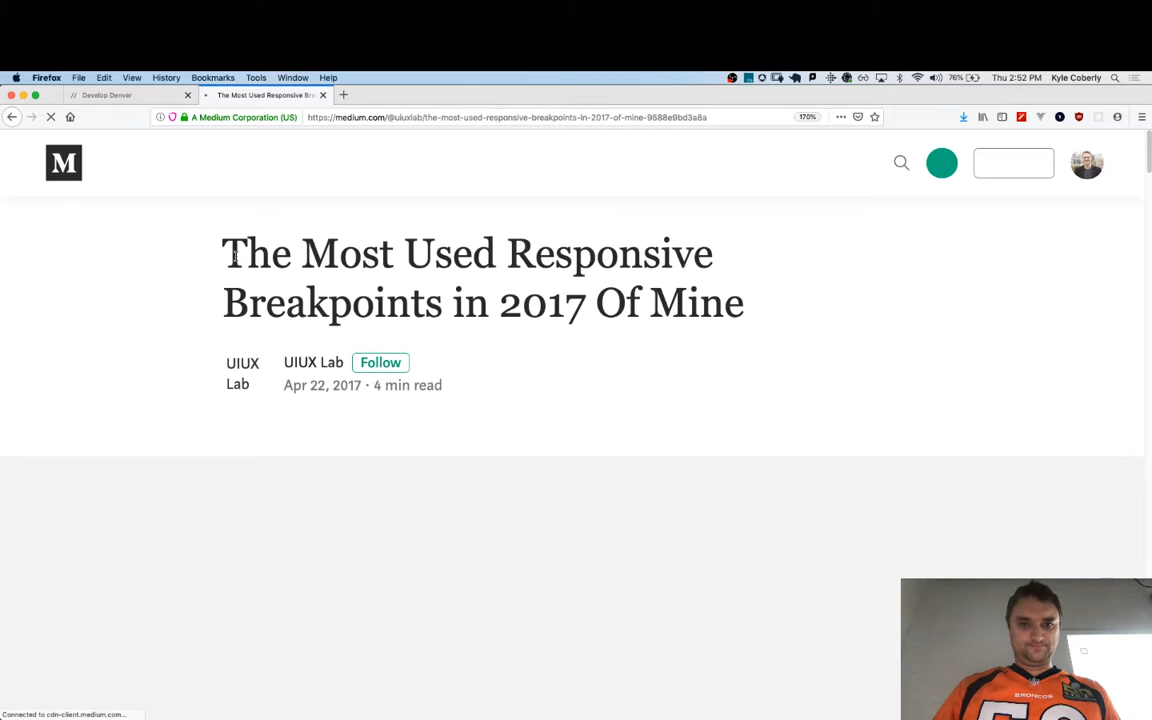 Firefox File Edit View History Bookmarks Tools Window Help
76% Thu 2:52 PM Kyle Coberly
// Develop Denver
The Most Used Responsive Bre
A Medium Corporation (US)
https://medium.com/@uiuxlab/the-most-used-responsive-breakpoints-in-2017-of-mine-9588e9bd3a8a
170%
M
The Most Used Responsive
Breakpoints in 2017 Of Mine
UIUX
Lab
UIUX Lab Follow
Apr 22, 2017 · 4 min read
BRONCOS
Connected to cdn-client.medium.com...